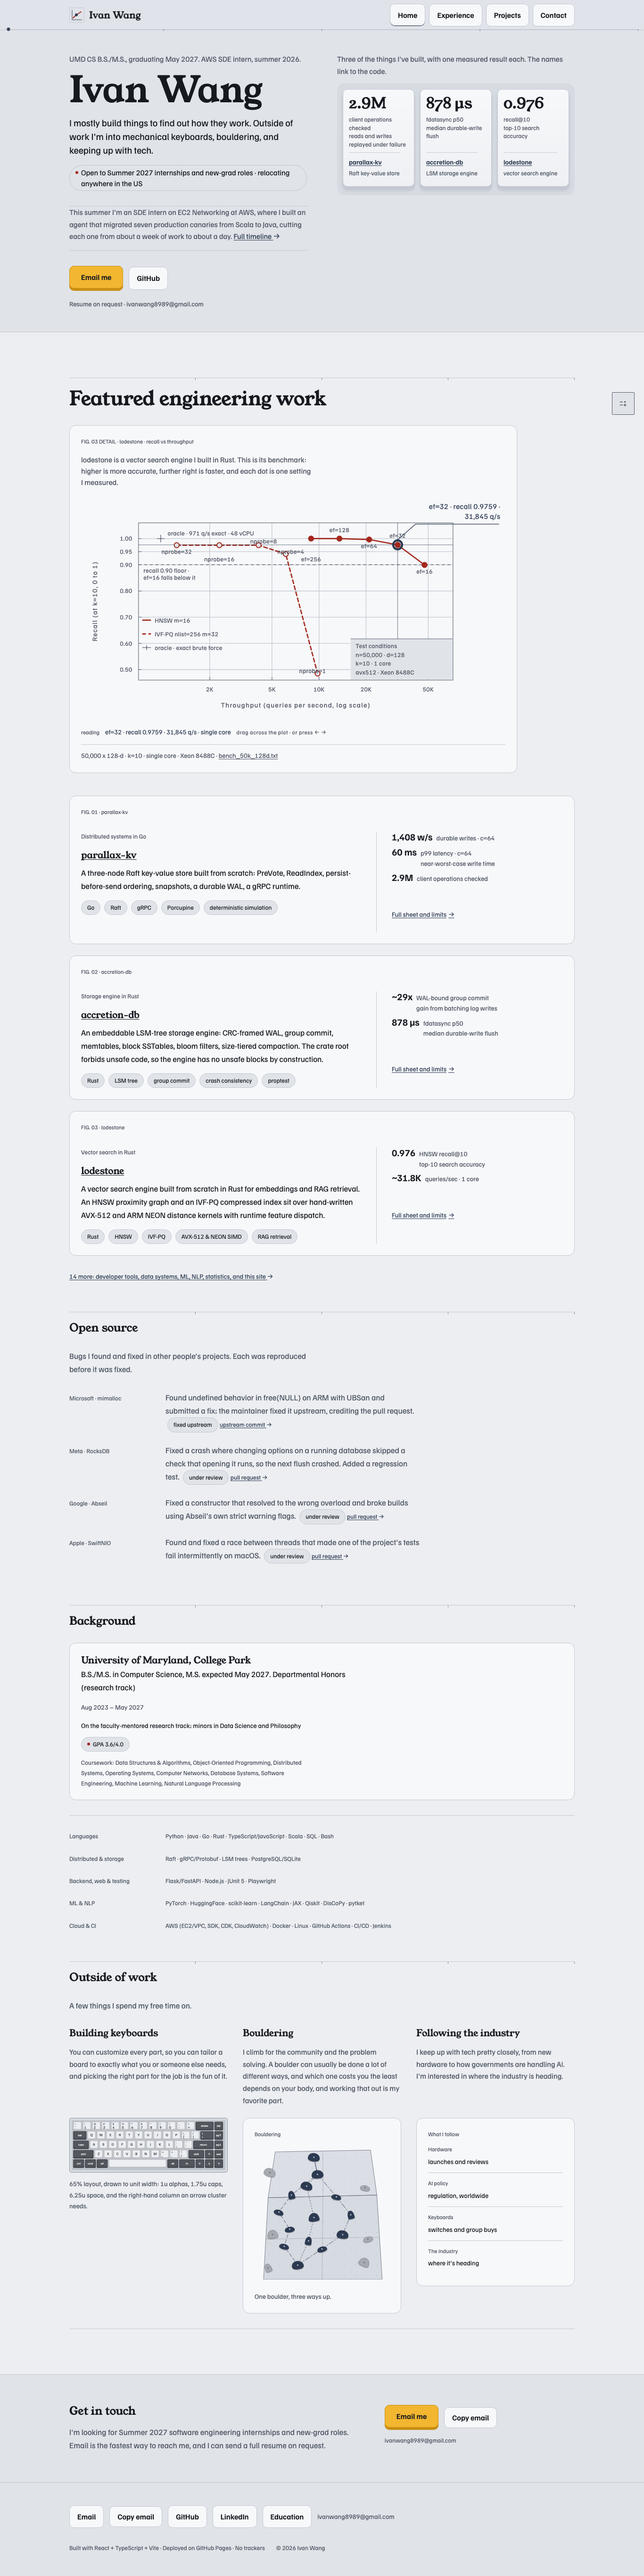 Ivan Wang
Home
Experience
Projects
Contact
UMD CS B.S./M.S., graduating May 2027. AWS SDE intern, summer 2026.
Ivan Wang
I mostly build things to find out how they work. Outside of
work I'm into mechanical keyboards, bouldering, and
keeping up with tech.
Open to Summer 2027 internships and new-grad roles · relocating
anywhere in the US
This summer I'm an SDE intern on EC2 Networking at AWS, where I built an
agent that migrated seven production canaries from Scala to Java, cutting
each one from about a week of work to about a day. Full timeline →
Email me
GitHub
Resume on request · ivanwang8989@gmail.com
Three of the things I've built, with one measured result each. The names
link to the code.
2.9M
client operations
checked
reads and writes
replayed under failure
parallax-kv
Raft key-value store
878 µs
fdatasync p50
median durable-write
flush
accretion-db
LSM storage engine
0.976
recall@10
top-10 search
accuracy
lodestone
vector search engine
Featured engineering work
FIG. 03 DETAIL · lodestone · recall vs throughput
lodestone is a vector search engine I built in Rust. This is its benchmark:
higher is more accurate, further right is faster, and each dot is one setting
I measured.
ef=32 · recall 0.9759 ·
31,845 q/s
1.00
0.95
0.90
0.80
0.70
0.60
0.50
oracle · 971 q/s exact · 48 vCPU
nprobe=32
nprobe=16
nprobe=8
nprobe=4
nprobe=1
ef=256
ef=128
ef=64
ef=32
ef=16
recall 0.90 floor ·
ef=16 falls below it
HNSW m=16
IVF-PQ nlist=256 m=32
oracle · exact brute force
Test conditions
n=50,000 · d=128
k=10 · 1 core
avx512 · Xeon 8488C
2K
5K
10K
20K
50K
Recall (at k=10, 0 to 1)
Throughput (queries per second, log scale)
reading ef=32 · recall 0.9759 · 31,845 q/s · single core drag across the plot · or press ← →
50,000 x 128-d · k=10 · single core · Xeon 8488C · bench_50k_128d.txt
FIG. 01 · parallax-kv
Distributed systems in Go
parallax-kv
A three-node Raft key-value store built from scratch: PreVote, ReadIndex, persist-
before-send ordering, snapshots, a durable WAL, a gRPC runtime.
Go
Raft
gRPC
Porcupine
deterministic simulation
1,408 w/s durable writes · c=64
60 ms p99 latency · c=64
near-worst-case write time
2.9M client operations checked
Full sheet and limits →
FIG. 02 · accretion-db
Storage engine in Rust
accretion-db
An embeddable LSM-tree storage engine: CRC-framed WAL, group commit,
memtables, block SSTables, bloom filters, size-tiered compaction. The crate root
forbids unsafe code, so the engine has no unsafe blocks by construction.
Rust
LSM tree
group commit
crash consistency
proptest
~29x WAL-bound group commit
gain from batching log writes
878 µs fdatasync p50
median durable-write flush
Full sheet and limits →
FIG. 03 · lodestone
Vector search in Rust
lodestone
A vector search engine built from scratch in Rust for embeddings and RAG retrieval.
An HNSW proximity graph and an IVF-PQ compressed index sit over hand-written
AVX-512 and ARM NEON distance kernels with runtime feature dispatch.
Rust
HNSW
IVF-PQ
AVX-512 & NEON SIMD
RAG retrieval
0.976 HNSW recall@10
top-10 search accuracy
~31.8K queries/sec · 1 core
Full sheet and limits →
14 more: developer tools, data systems, ML, NLP, statistics, and this site →
Open source
Bugs I found and fixed in other people's projects. Each was reproduced
before it was fixed.
Microsoft · mimalloc
Found undefined behavior in free(NULL) on ARM with UBSan and
submitted a fix; the maintainer fixed it upstream, crediting the pull request.
fixed upstream upstream commit →
Meta · RocksDB
Fixed a crash where changing options on a running database skipped a
check that opening it runs, so the next flush crashed. Added a regression
test. under review pull request →
Google · Abseil
Fixed a constructor that resolved to the wrong overload and broke builds
using Abseil's own strict warning flags. under review pull request →
Apple · SwiftNIO
Found and fixed a race between threads that made one of the project's tests
fail intermittently on macOS. under review pull request →
Background
University of Maryland, College Park
B.S./M.S. in Computer Science, M.S. expected May 2027. Departmental Honors
(research track)
Aug 2023 – May 2027
On the faculty-mentored research track; minors in Data Science and Philosophy
GPA 3.6/4.0
Coursework: Data Structures & Algorithms, Object-Oriented Programming, Distributed
Systems, Operating Systems, Computer Networks, Database Systems, Software
Engineering, Machine Learning, Natural Language Processing
Languages
Python · Java · Go · Rust · TypeScript/JavaScript · Scala · SQL · Bash
Distributed & storage
Raft · gRPC/Protobuf · LSM trees · PostgreSQL/SQLite
Backend, web & testing
Flask/FastAPI · Node.js · JUnit 5 · Playwright
ML & NLP
PyTorch · HuggingFace · scikit-learn · LangChain · JAX · Qiskit · DisCoPy · pytket
Cloud & CI
AWS (EC2/VPC, SDK, CDK, CloudWatch) · Docker · Linux · GitHub Actions · CI/CD · Jenkins
Outside of work
A few things I spend my free time on.
Building keyboards
You can customize every part, so you can tailor a
board to exactly what you or someone else needs,
and picking the right part for the job is the fun of it.
65% layout, drawn to unit width: 1u alphas, 1.75u caps,
6.25u space, and the right-hand column an arrow cluster
needs.
Bouldering
I climb for the community and the problem
solving. A boulder can usually be done a lot of
different ways, and which one costs you the least
depends on your body, and working that out is my
favorite part.
Bouldering
One boulder, three ways up.
Following the industry
I keep up with tech pretty closely, from new
hardware to how governments are handling AI.
I'm interested in where the industry is heading.
What I follow
Hardware
launches and reviews
AI policy
regulation, worldwide
Keyboards
switches and group buys
The industry
where it's heading
Get in touch
I'm looking for Summer 2027 software engineering internships and new-grad roles.
Email is the fastest way to reach me, and I can send a full resume on request.
Email me
Copy email
ivanwang8989@gmail.com
Email
Copy email
GitHub
LinkedIn
Education
ivanwang8989@gmail.com
Built with React + TypeScript + Vite · Deployed on GitHub Pages · No trackers
© 2026 Ivan Wang